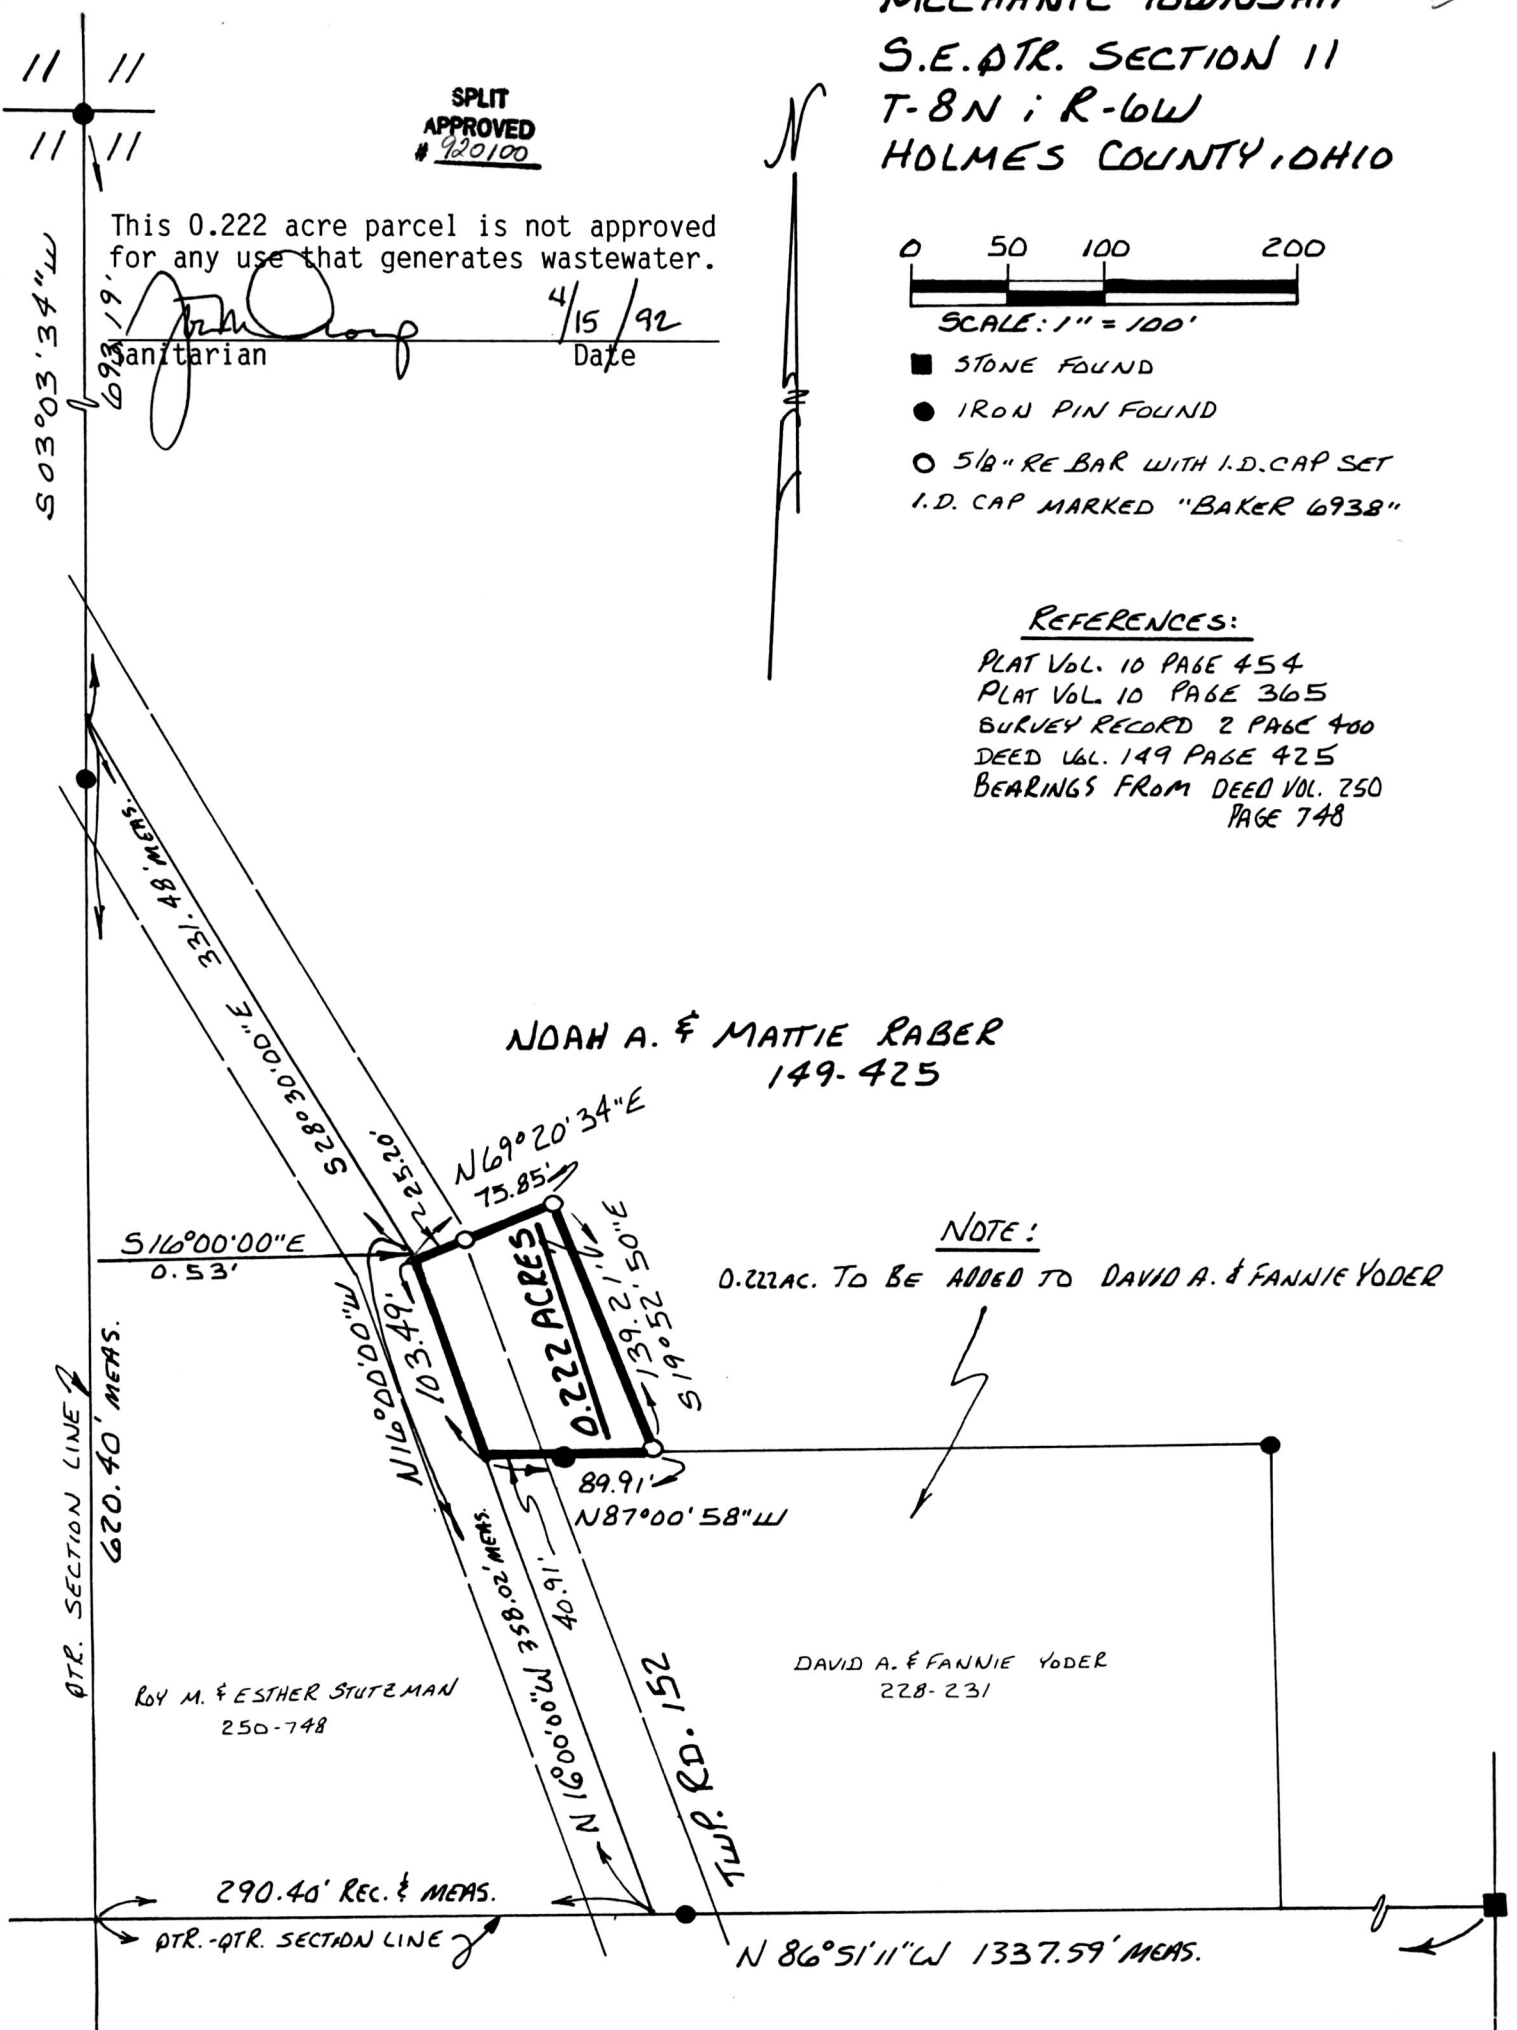 MECHANIC TOWNSHIP
S.E. QTR. SECTION 11
T-8N ; R-6W
HOLMES COUNTY, OHIO
11 11
11 11
SPLIT
APPROVED
# 920100
This 0.222 acre parcel is not approved
for any use that generates wastewater.
4/15/92
Sanitarian Date
N
0 50 100 200
SCALE: 1" = 100'
■ STONE FOUND
● IRON PIN FOUND
○ 5/8" RE BAR WITH I.D. CAP SET
I.D. CAP MARKED "BAKER 6938"
REFERENCES:
PLAT VOL. 10 PAGE 454
PLAT VOL. 10 PAGE 365
SURVEY RECORD 2 PAGE 400
DEED VOL. 149 PAGE 425
BEARINGS FROM DEED VOL. 250
PAGE 748
S03°03'34"W
693.19'
331.48' MEAS.
S28°30'00"E
NOAH A. & MATTIE RABER
149-425
25.20'
N69°20'34"E
75.85'
S16°00'00"E
0.53'
N16°00'00"W
103.49'
0.222 ACRES
139.21'
S19°52'50"E
NOTE:
0.222AC. TO BE ADDED TO DAVID A. & FANNIE YODER
89.91'
N87°00'58"W
40.91'
QTR. SECTION LINE
620.40' MEAS.
N16°00'00"W 358.02' MEAS.
TWP. RD. 152
ROY M. & ESTHER STUTZMAN
250-748
DAVID A. & FANNIE YODER
228-231
290.40' REC. & MEAS.
QTR.-QTR. SECTION LINE
N 86°51'11"W 1337.59' MEAS.